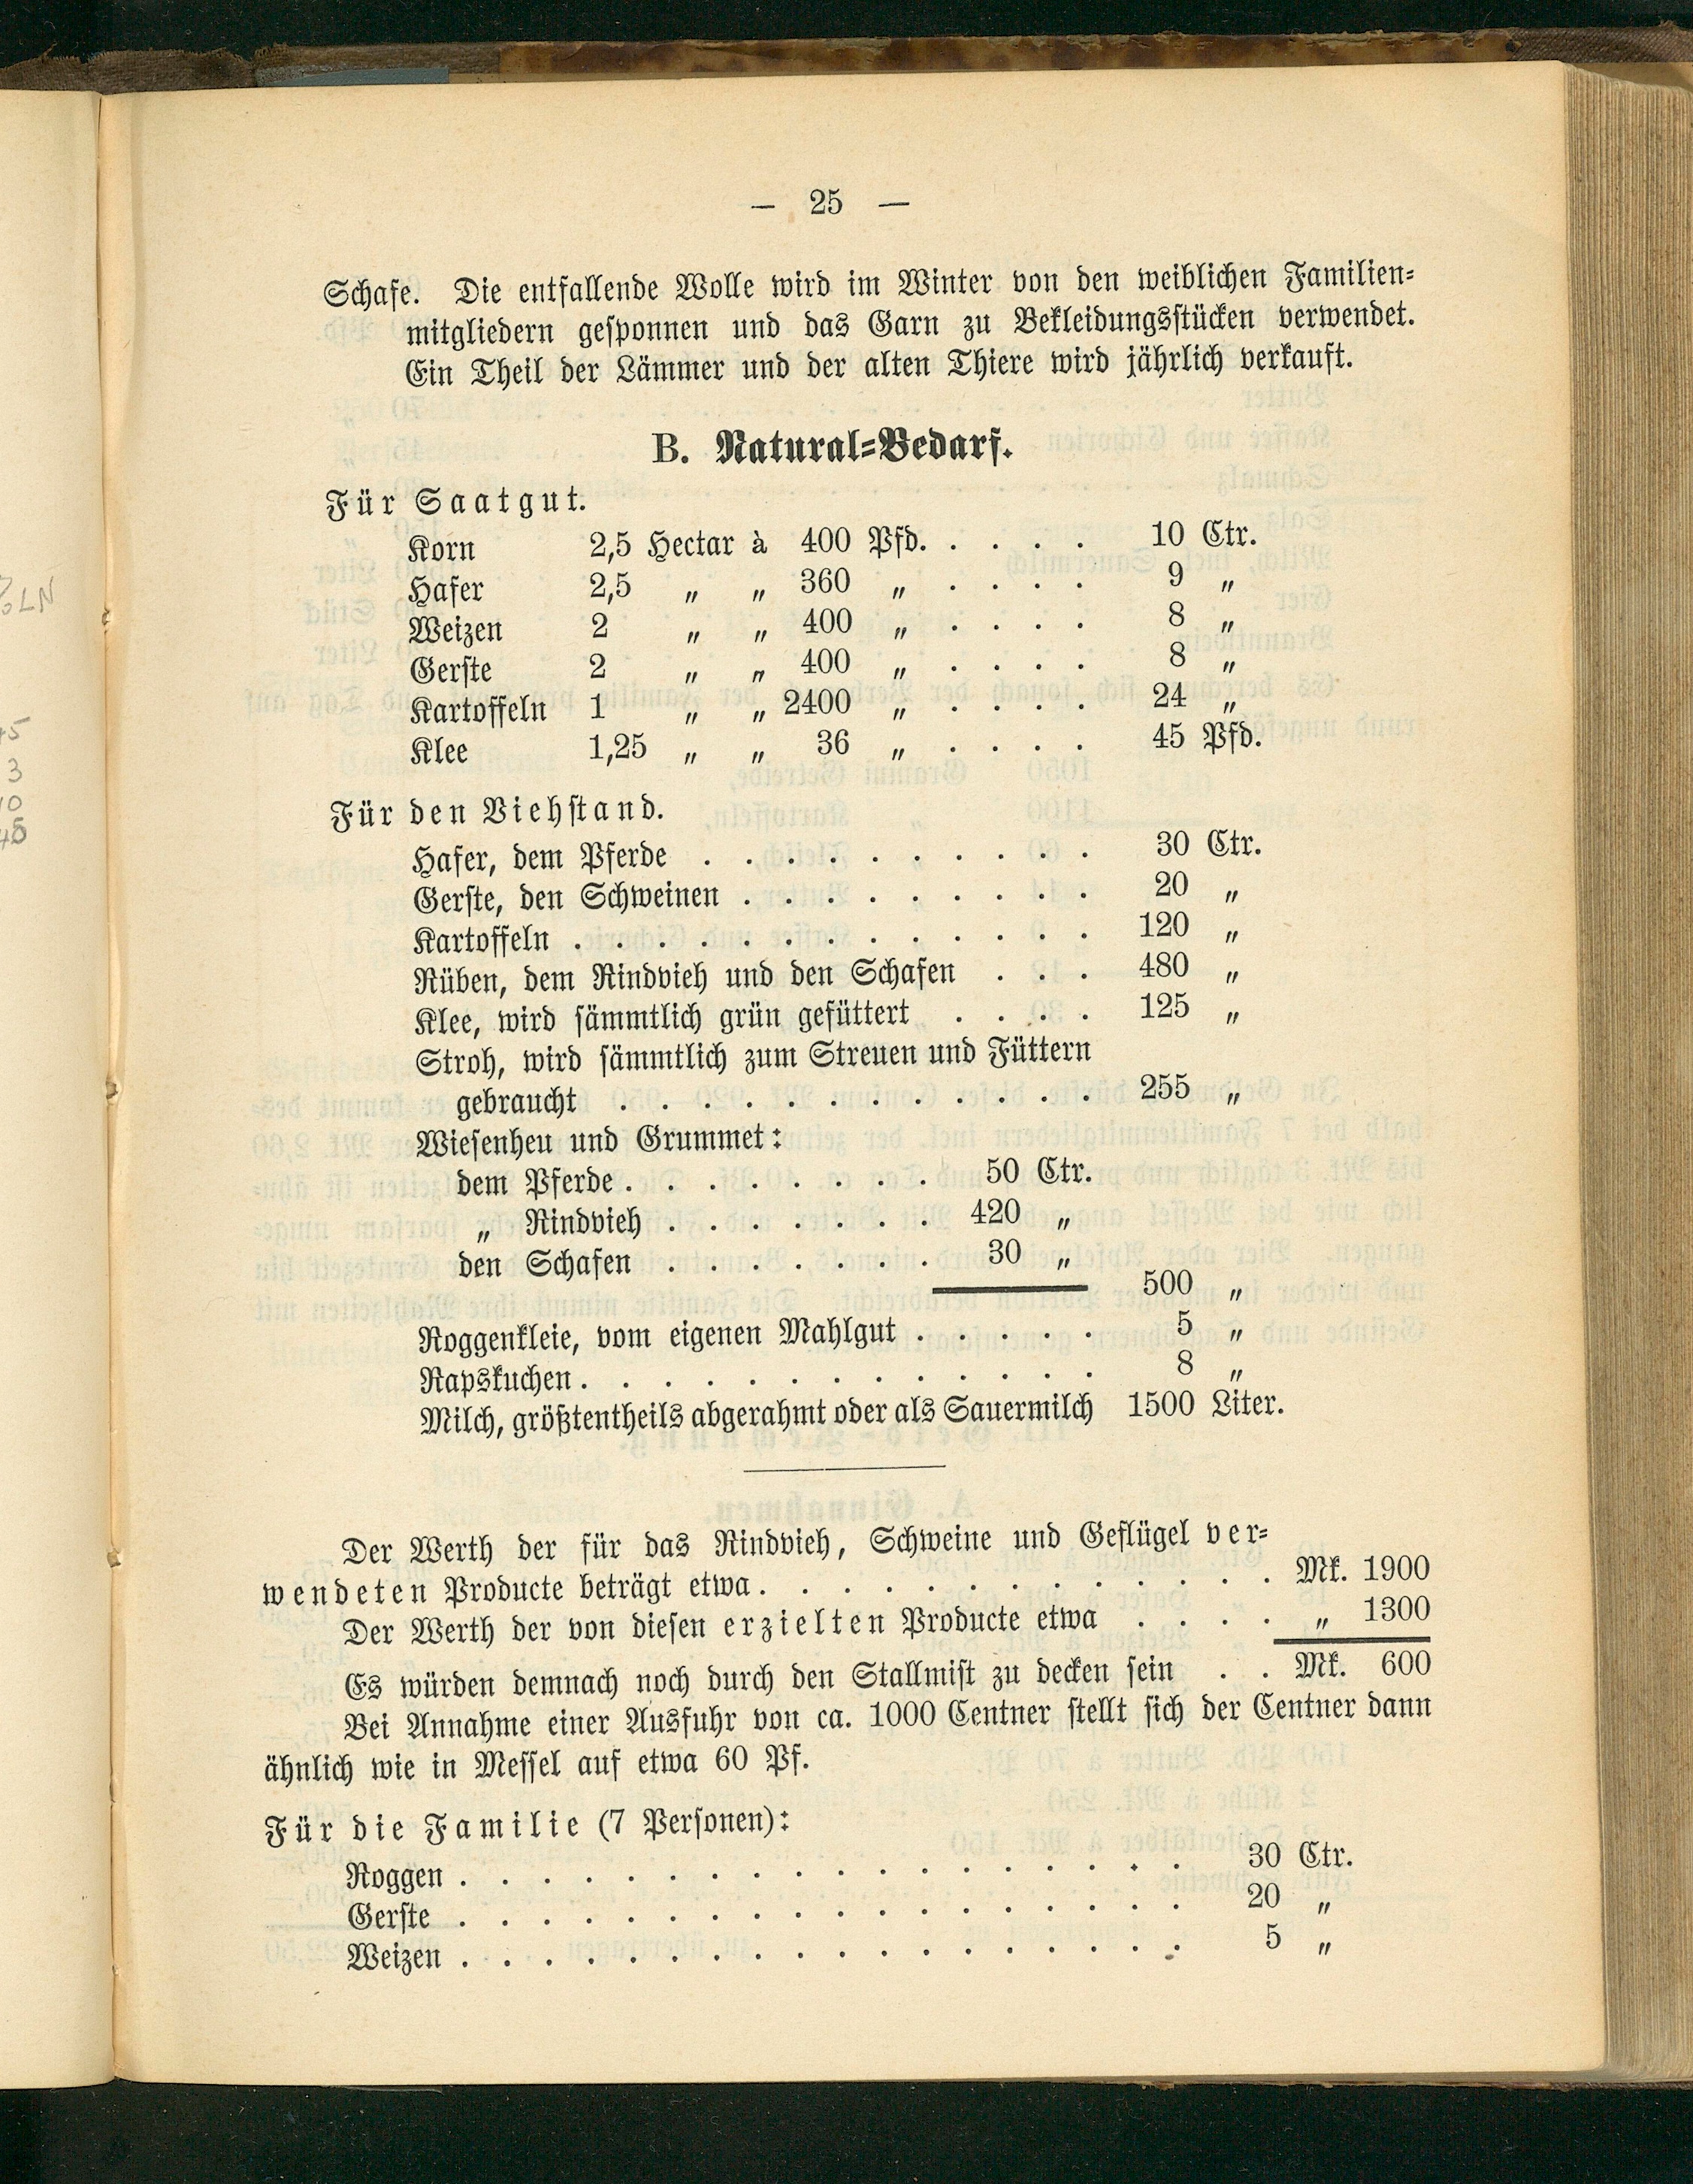 — 25 —
Schafe. Die entfallende Wolle wird im Winter von den weiblichen Familien-
mitgliedern gesponnen und das Garn zu Bekleidungsstücken verwendet.
Ein Theil der Lämmer und der alten Thiere wird jährlich verkauft.
B. Natural-Bedarf.
Für Saatgut.
Korn 2,5 Hectar à 400 Pfd. . . . . 10 Ctr.
Hafer 2,5 „ „ 360 „ . . . . 9 „
Weizen 2 „ „ 400 „ . . . . 8 „
Gerste 2 „ „ 400 „ . . . . 8 „
Kartoffeln 1 „ „ 2400 „ . . . . 24 „
Klee 1,25 „ „ 36 „ . . . . 45 Pfd.
Für den Viehstand.
Hafer, dem Pferde . . . . . . . . . . 30 Ctr.
Gerste, den Schweinen . . . . . . . . . 20 „
Kartoffeln . . . . . . . . . . . . . 120 „
Rüben, dem Rindvieh und den Schafen . . . 480 „
Klee, wird sämmtlich grün gefüttert . . . . 125 „
Stroh, wird sämmtlich zum Streuen und Füttern
gebraucht . . . . . . . . . . . . 255 „
Wiesenheu und Grummet:
dem Pferde . . . . . . . . 50 Ctr.
„ Rindvieh . . . . . . . 420 „
den Schafen . . . . . . . 30 „
500 „
Roggenkleie, vom eigenen Mahlgut . . . . . 5 „
Rapskuchen . . . . . . . . . . . . . 8 „
Milch, größtentheils abgerahmt oder als Sauermilch 1500 Liter.
Der Werth der für das Rindvieh, Schweine und Geflügel ver-
wendeten Producte beträgt etwa . . . . . . . . . . . . . Mk. 1900
Der Werth der von diesen erzielten Producte etwa . . . . „ 1300
Es würden demnach noch durch den Stallmist zu decken sein . . Mk. 600
Bei Annahme einer Ausfuhr von ca. 1000 Centner stellt sich der Centner dann
ähnlich wie in Messel auf etwa 60 Pf.
Für die Familie (7 Personen):
Roggen . . . . . . . . . . . . . . . . . . 30 Ctr.
Gerste . . . . . . . . . . . . . . . . . . 20 „
Weizen . . . . . . . . . . . . . . . . . . 5 „